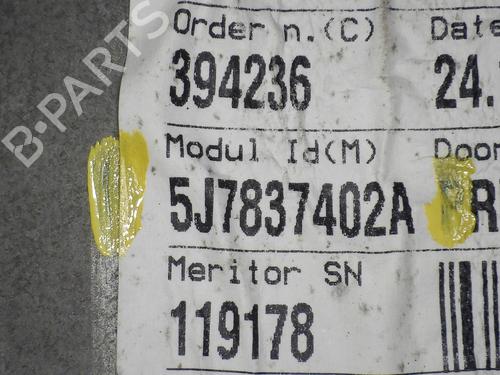 Order n.(C) Date
394236 24.
Modul Id(M) Door
5J7837402A R
Meritor SN
119178
B-PARTS